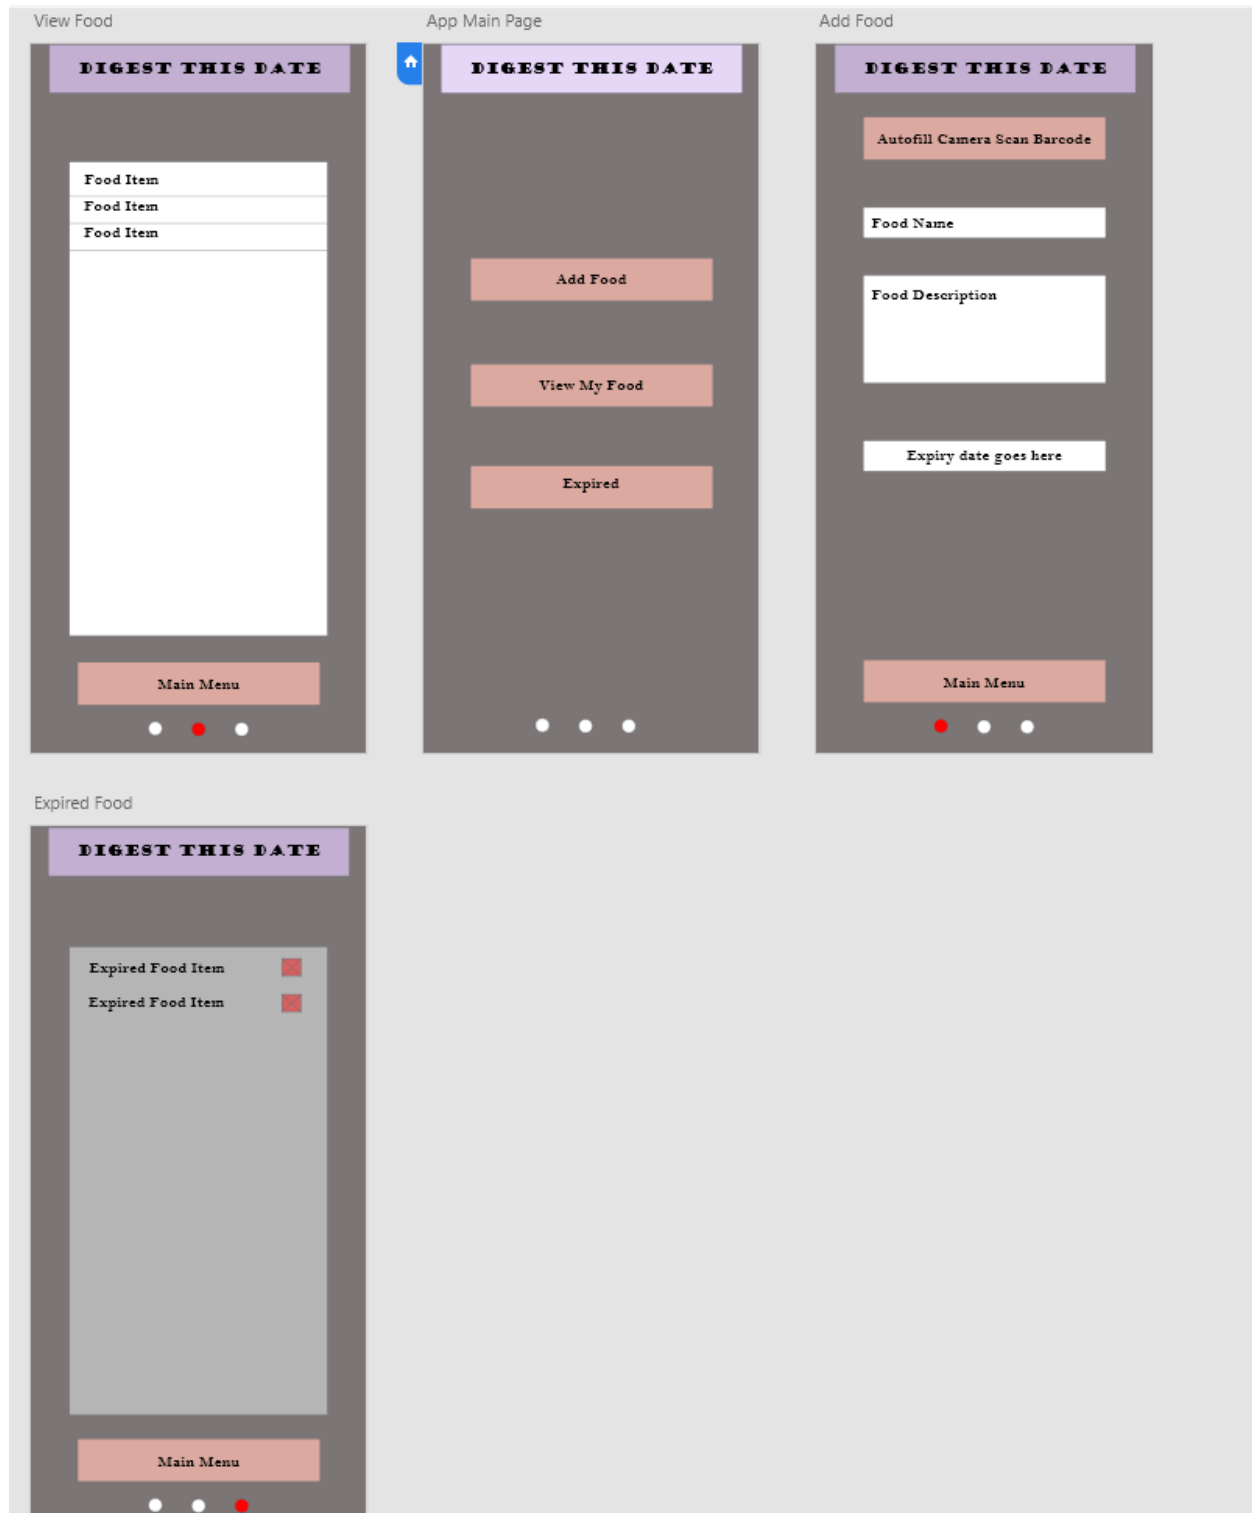 View Food
DIGEST THIS DATE
Food Item
Food Item
Food Item
Main Menu
App Main Page
DIGEST THIS DATE
Add Food
View My Food
Expired
Add Food
DIGEST THIS DATE
Autofill Camera Scan Barcode
Food Name
Food Description
Expiry date goes here
Main Menu
Expired Food
DIGEST THIS DATE
Expired Food Item
Expired Food Item
Main Menu